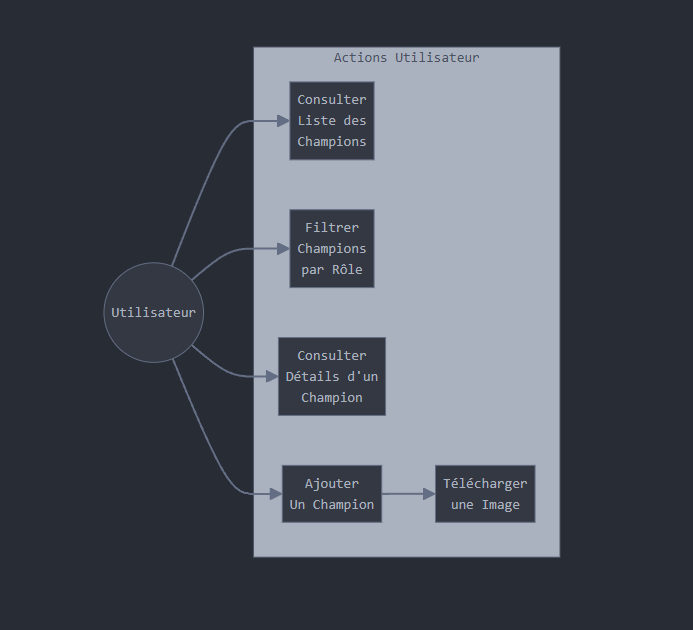 Actions Utilisateur
Consulter
Liste des
Champions
Filtrer
Champions
par Rôle
Utilisateur
Consulter
Détails d'un
Champion
Ajouter
Un Champion
Télécharger
une Image